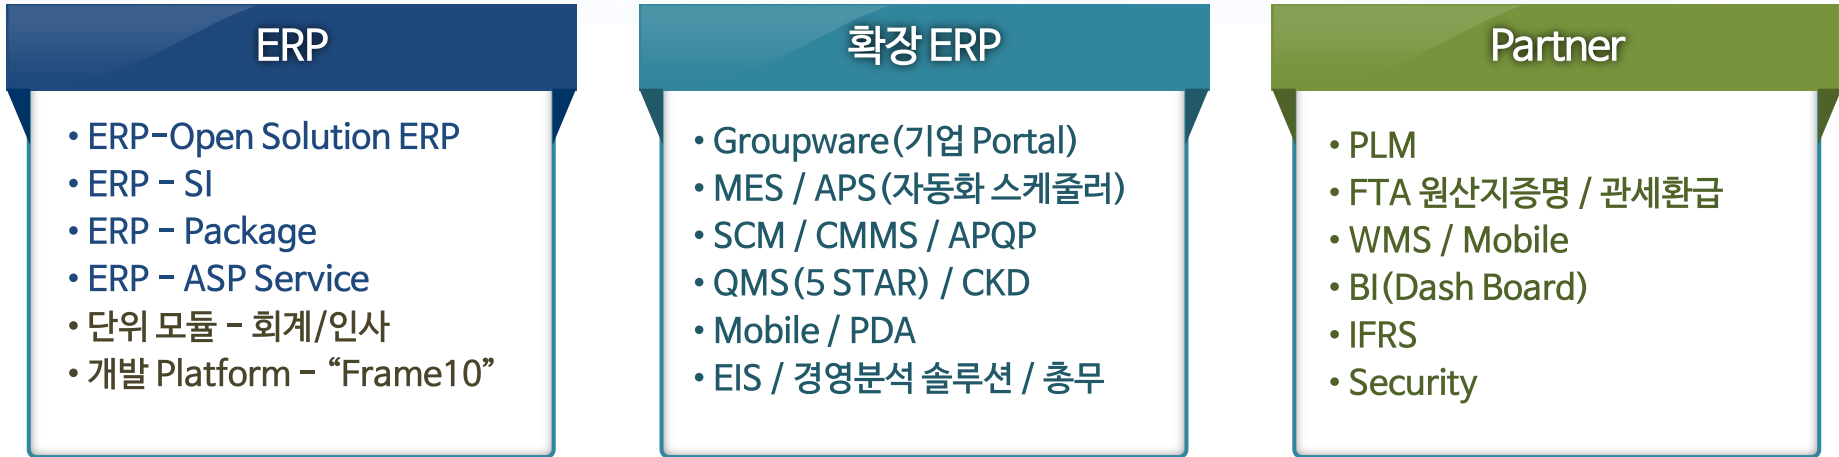 ERP
• ERP-Open Solution ERP
• ERP - SI
• ERP - Package
• ERP - ASP Service
• 단위 모듈 - 회계/인사
• 개발 Platform - “Frame10”
확장 ERP
• Groupware(기업 Portal)
• MES / APS(자동화 스케줄러)
• SCM / CMMS / APQP
• QMS(5 STAR) / CKD
• Mobile / PDA
• EIS / 경영분석 솔루션 / 총무
Partner
• PLM
• FTA 원산지증명 / 관세환급
• WMS / Mobile
• BI(Dash Board)
• IFRS
• Security